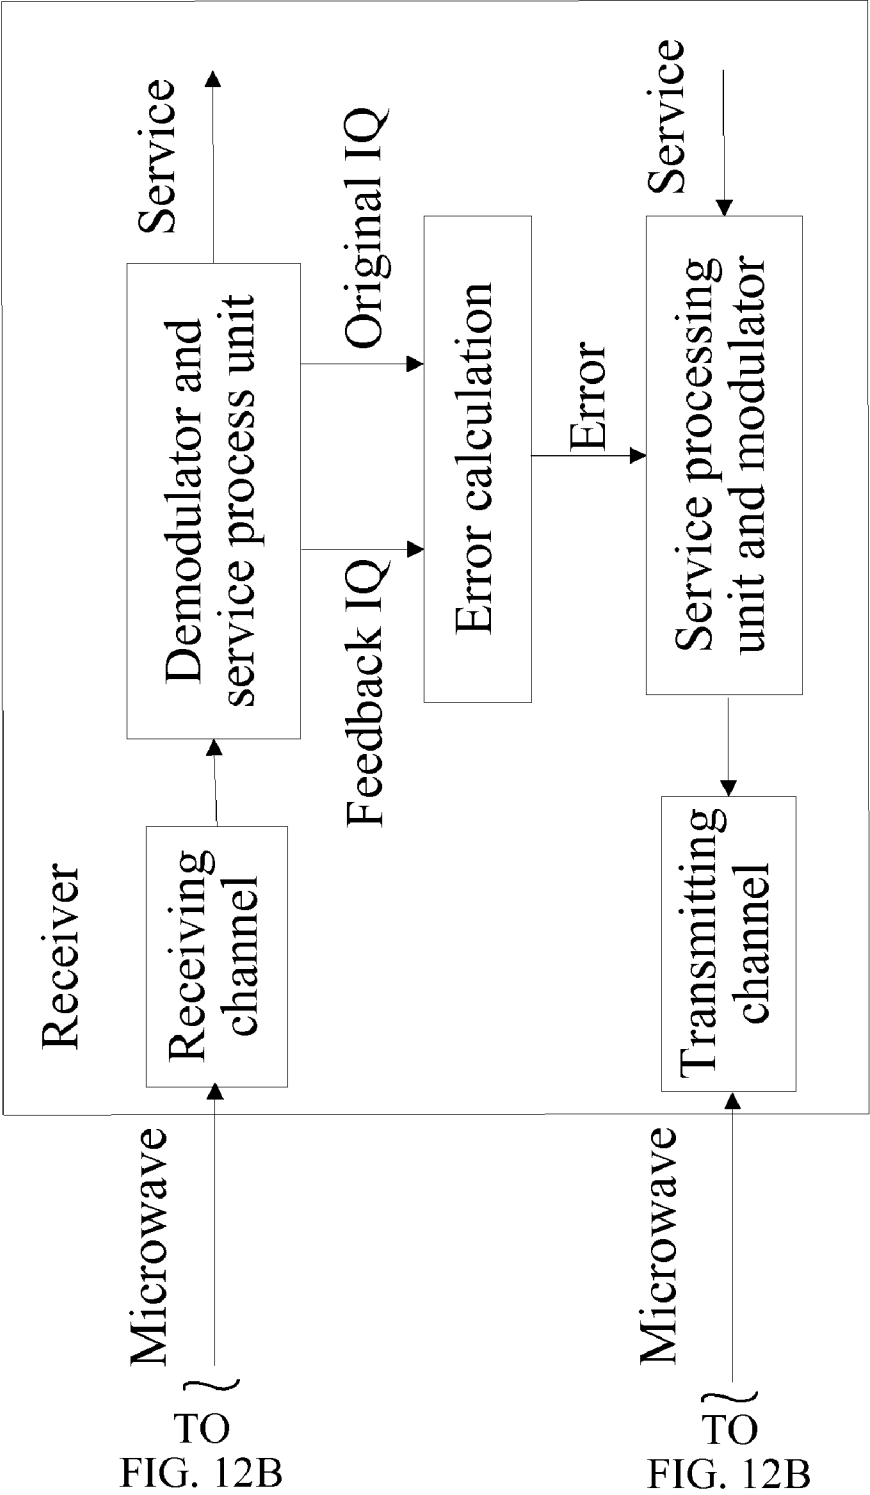 Receiver
Microwave
Receiving
channel
Demodulator and
service process unit
Service
Feedback IQ
Original IQ
Error calculation
Error
Microwave
Transmitting
channel
Service processing
unit and modulator
Service
TO
FIG. 12B
TO
FIG. 12B